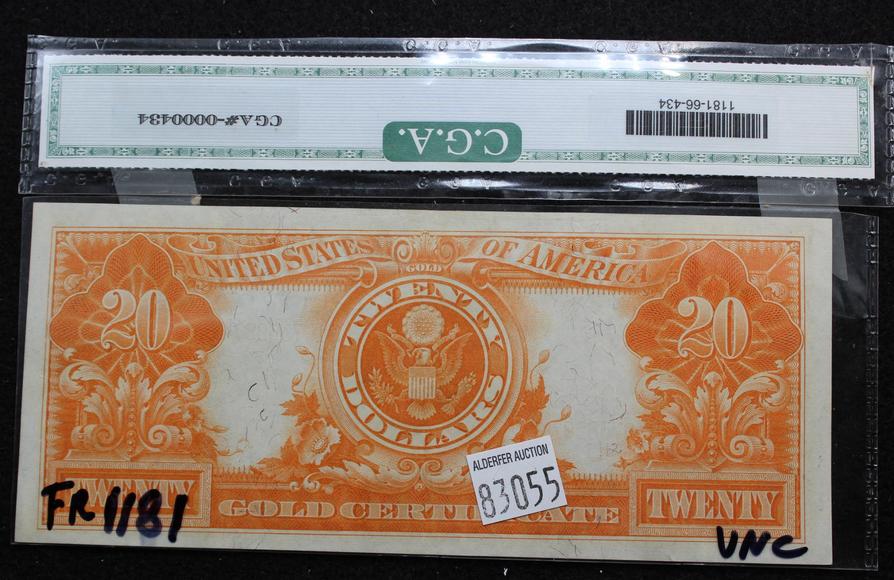 1181-66-434
CGA#-0000434
C.G.A.
UNITED STATES OF AMERICA
GOLD
20 20
TWENTY
DOLLARS
ALDERFER AUCTION
83055
TWENTY TWENTY
GOLD CERTIFICATE
FR 1181
UNC